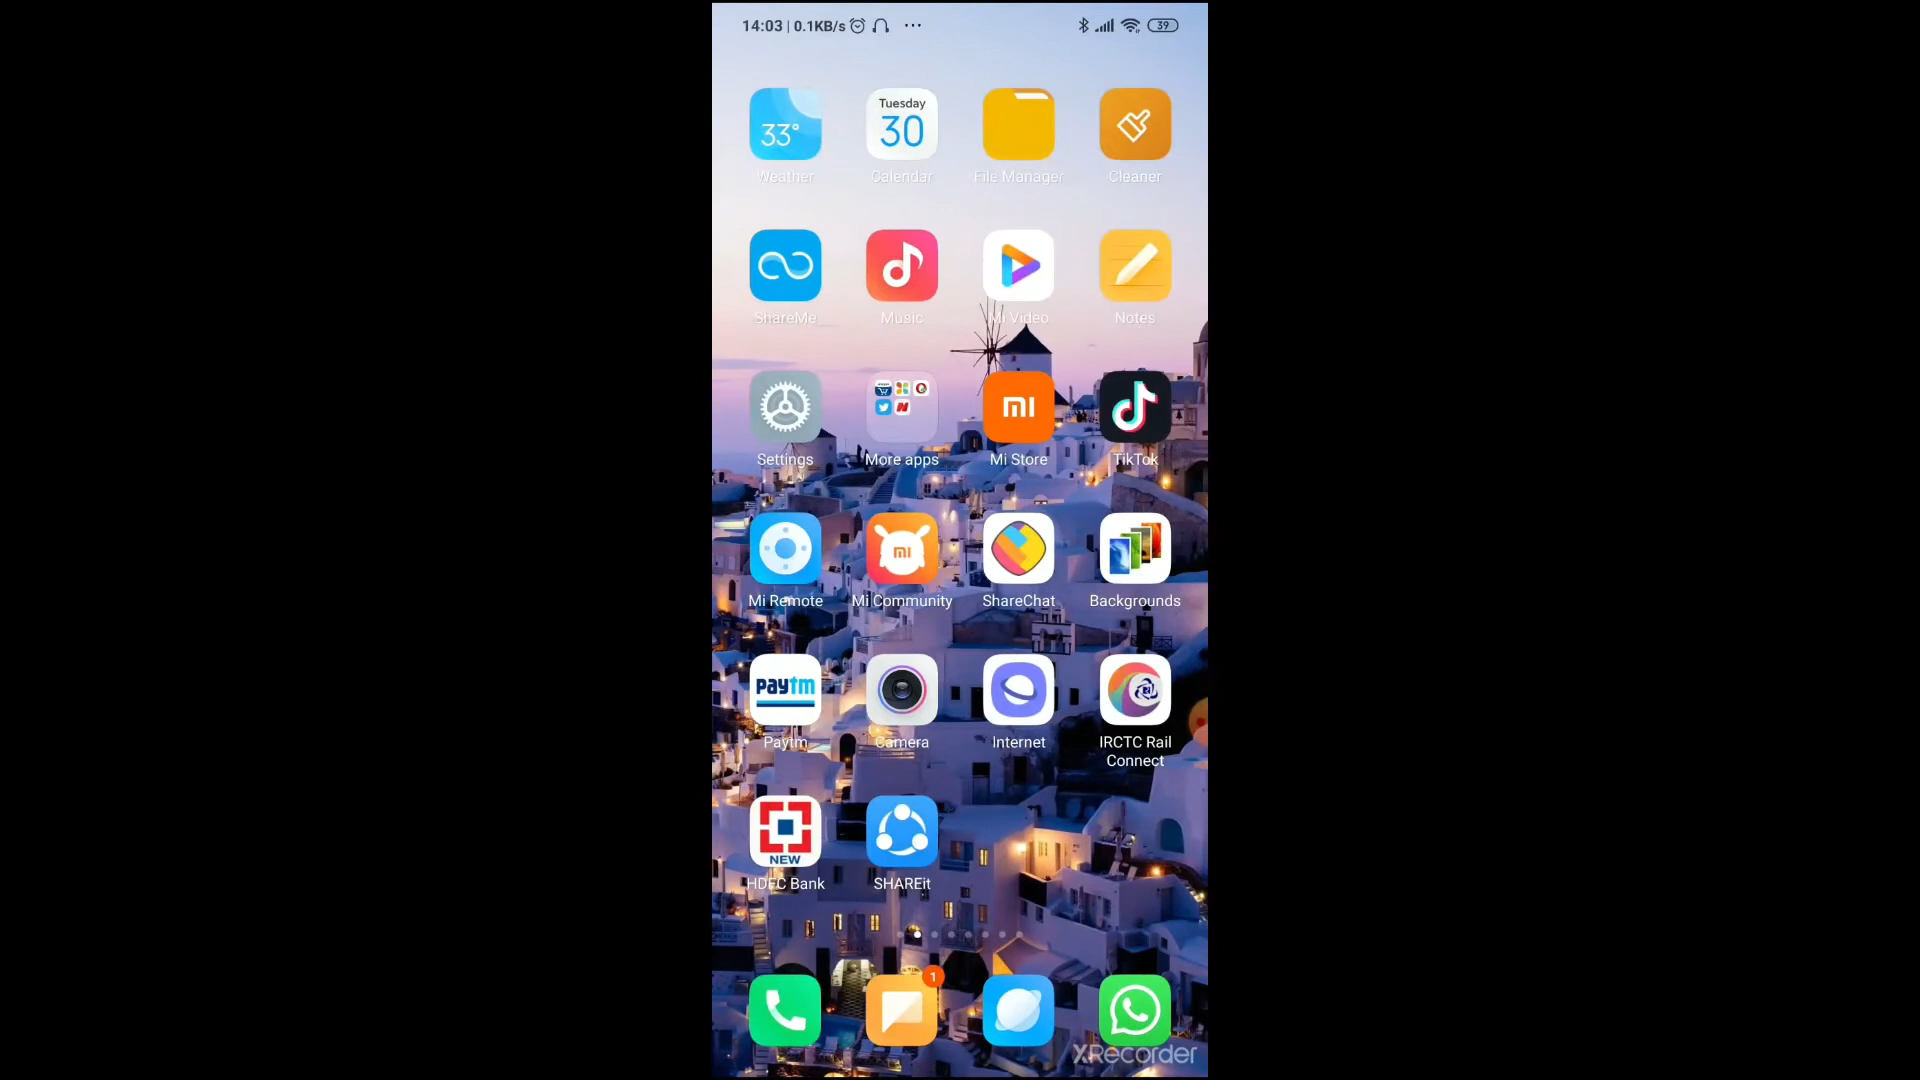 14:03 | 0.1KB/s
39
33°
Tuesday
30
Weather
Calendar
File Manager
Cleaner
ShareMe
Music
Mi Video
Notes
mi
Settings
More apps
Mi Store
TikTok
mi
Mi Remote
Mi Community
ShareChat
Backgrounds
paytm
Paytm
Camera
Internet
IRCTC Rail
Connect
NEW
HDFC Bank
SHAREit
1
XRecorder